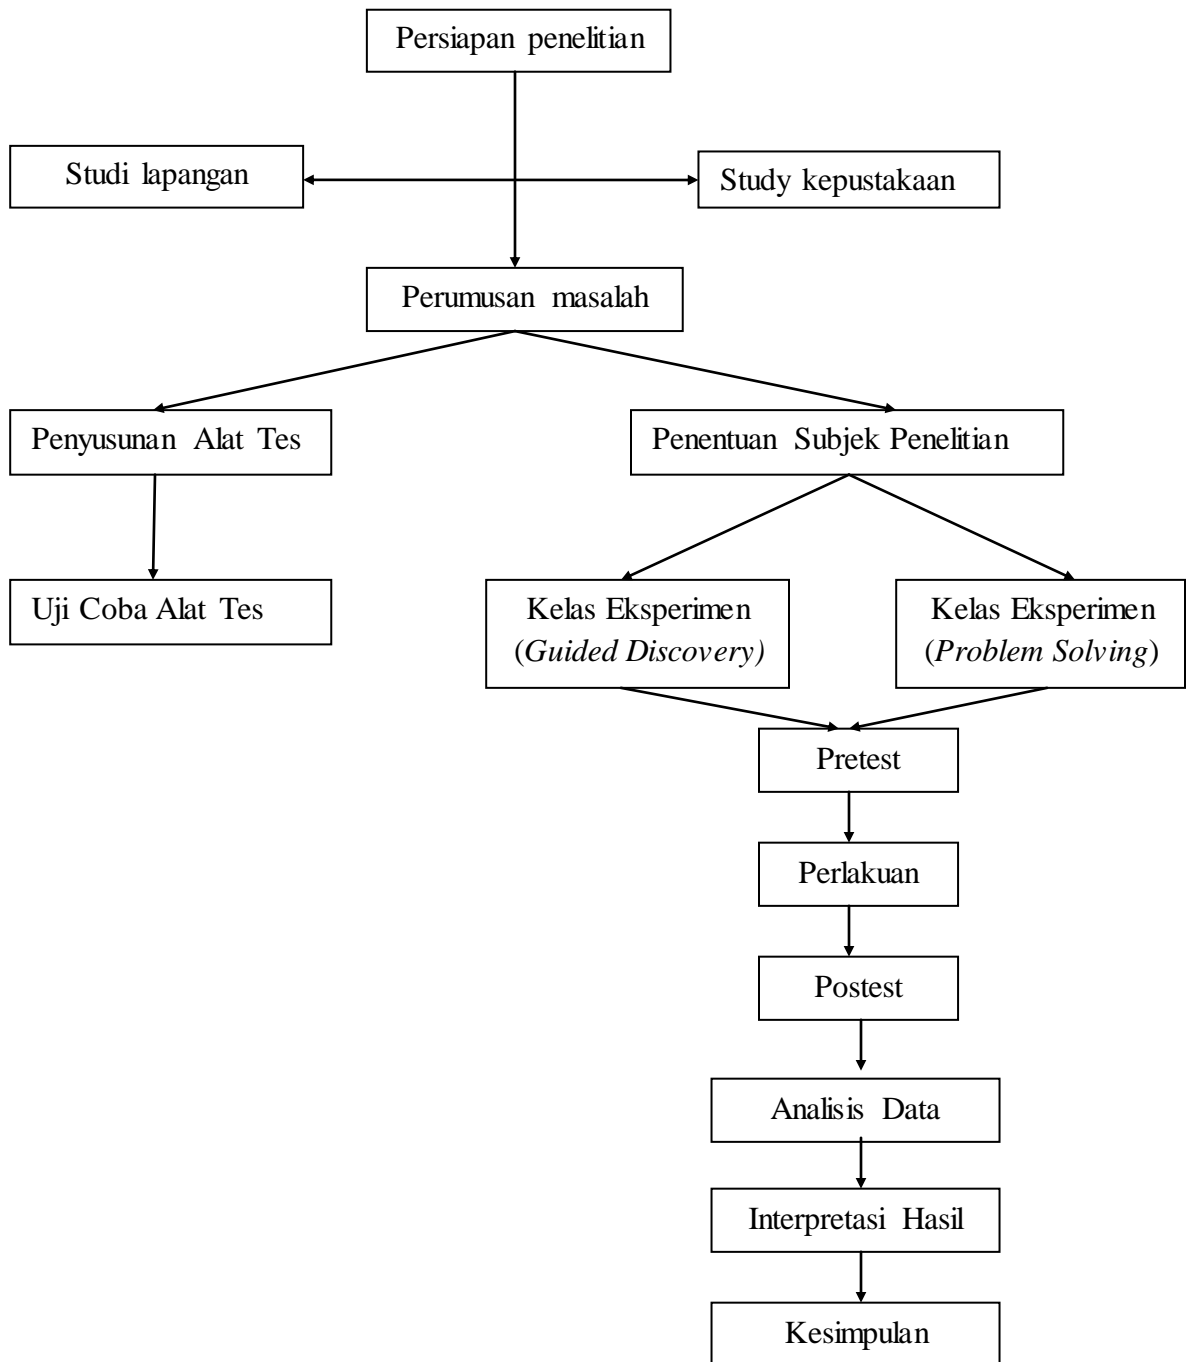 Persiapan penelitian
Studi lapangan
Study kepustakaan
Perumusan masalah
Penyusunan Alat Tes
Penentuan Subjek Penelitian
Uji Coba Alat Tes
Kelas Eksperimen
(Guided Discovery)
Kelas Eksperimen
(Problem Solving)
Pretest
Perlakuan
Postest
Analisis Data
Interpretasi Hasil
Kesimpulan